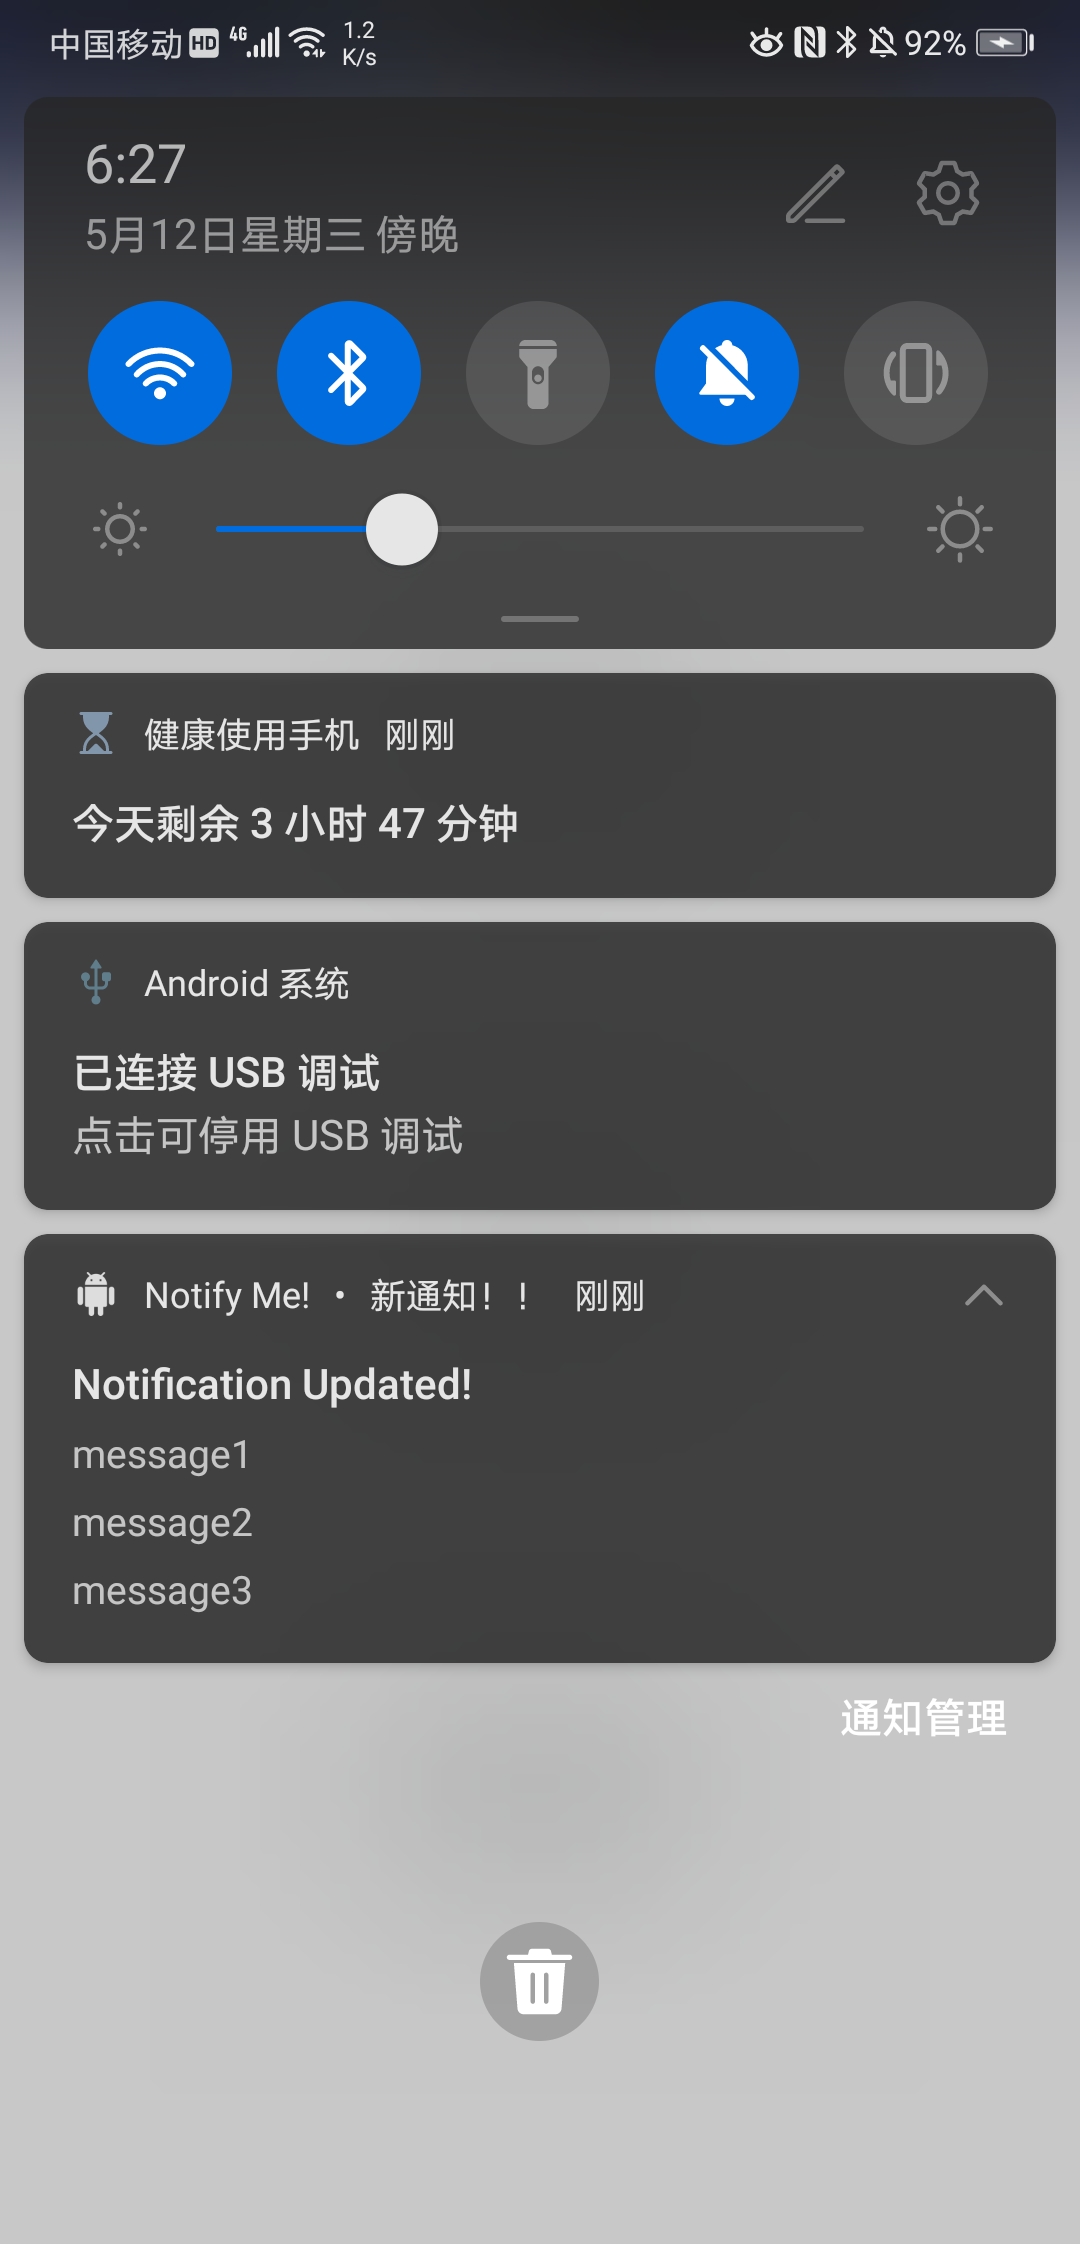 中国移动 HD 4G 1.2 K/s 92%
6:27
5月12日星期三 傍晚
健康使用手机 刚刚
今天剩余 3 小时 47 分钟
Android 系统
已连接 USB 调试
点击可停用 USB 调试
Notify Me! • 新通知！！ 刚刚
Notification Updated!
message1
message2
message3
通知管理